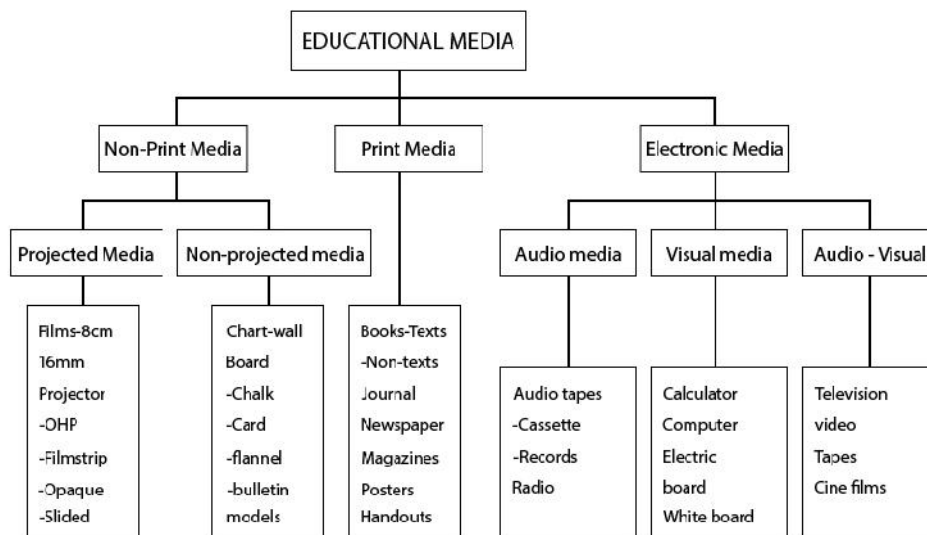 EDUCATIONAL MEDIA
Non-Print Media
Print Media
Electronic Media
Projected Media
Non-projected media
Audio media
Visual media
Audio - Visual
Films-8cm
16mm
Projector
-OHP
-Filmstrip
-Opaque
-Slided
Chart-wall
Board
-Chalk
-Card
-flannel
-bulletin
models
Books-Texts
-Non-texts
Journal
Newspaper
Magazines
Posters
Handouts
Audio tapes
-Cassette
-Records
Radio
Calculator
Computer
Electric
board
White board
Television
video
Tapes
Cine films